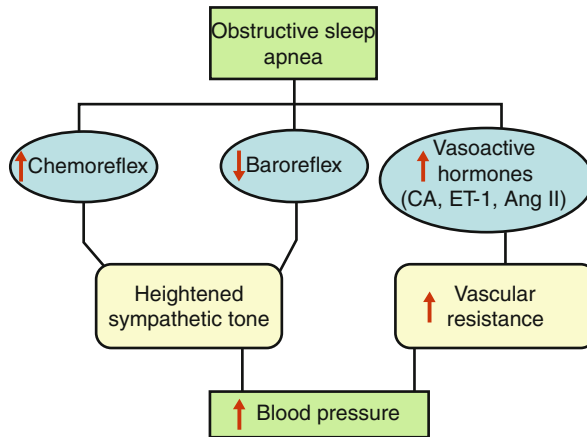 Obstructive sleep
apnea
Chemoreflex
Baroreflex
Vasoactive
hormones
(CA, ET-1, Ang II)
Heightened
sympathetic tone
Vascular
resistance
Blood pressure